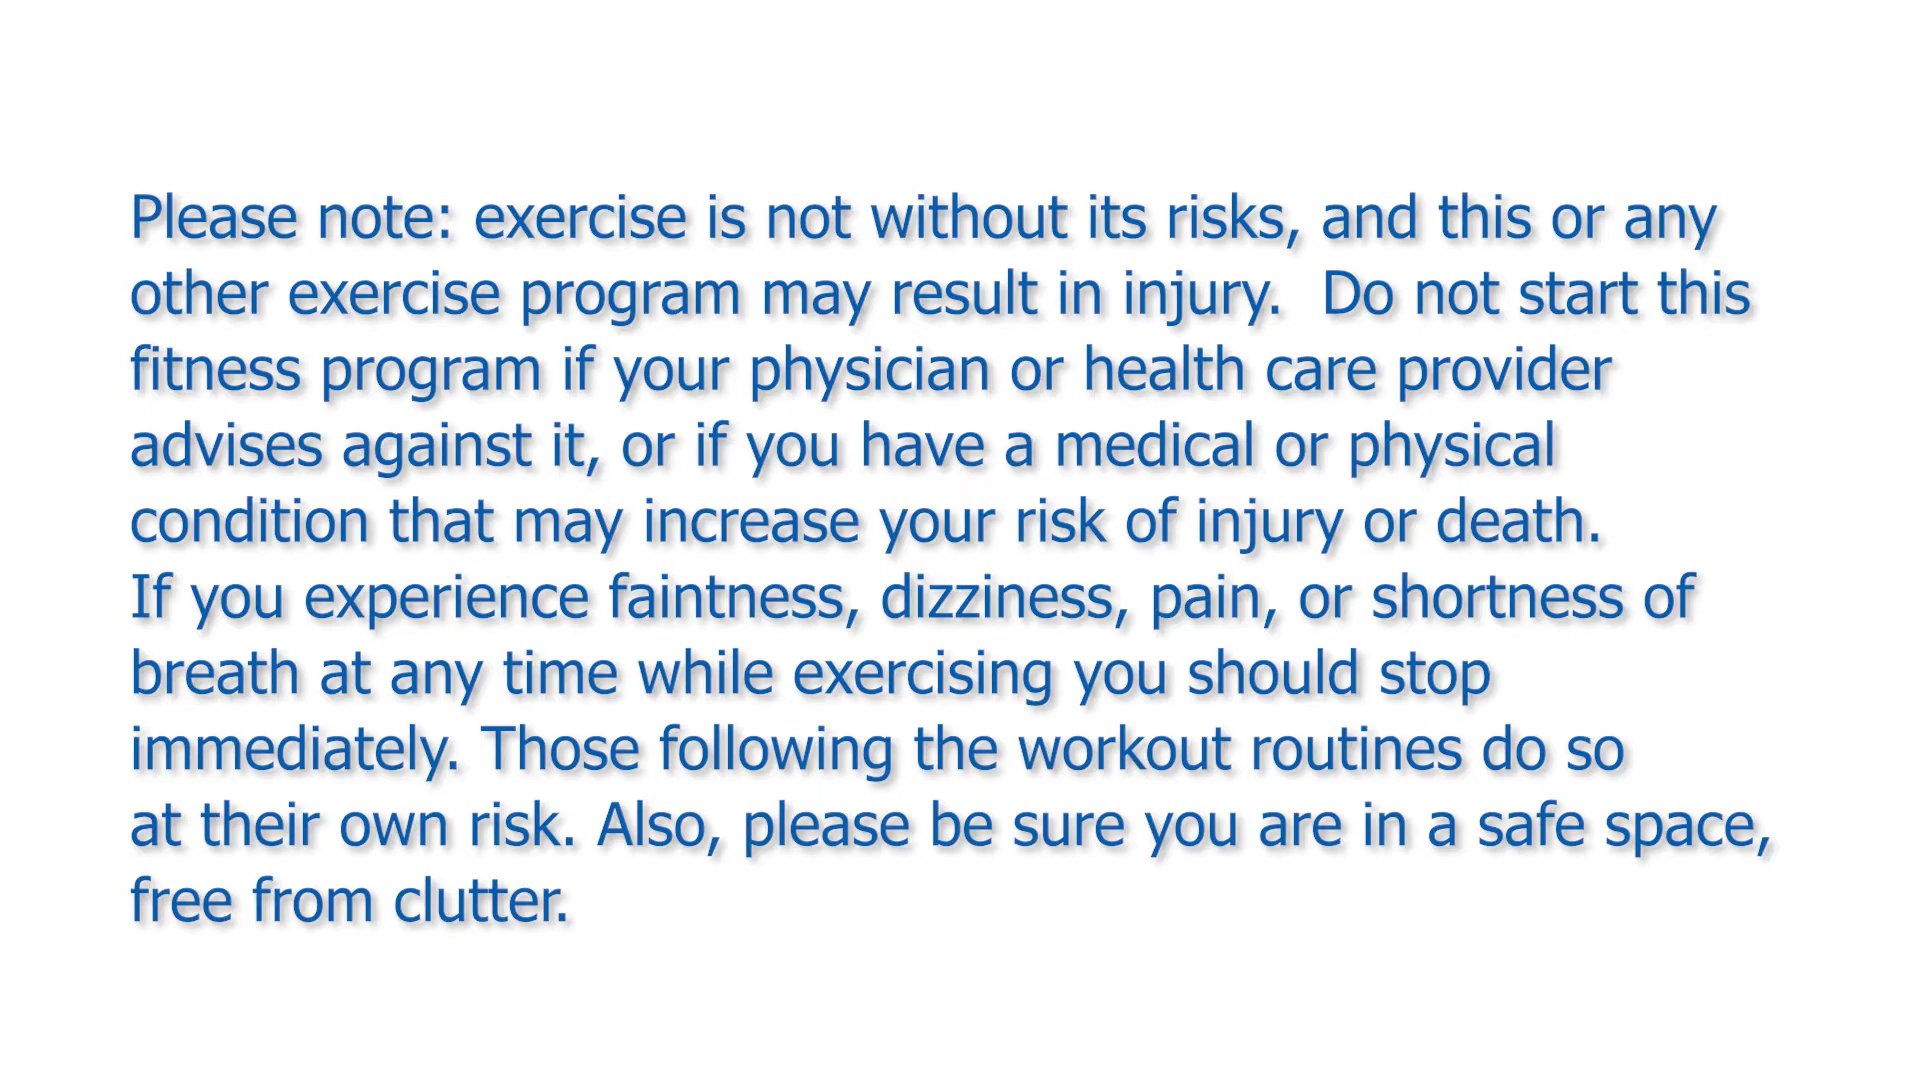 Please note: exercise is not without its risks, and this or any
other exercise program may result in injury.  Do not start this
fitness program if your physician or health care provider
advises against it, or if you have a medical or physical
condition that may increase your risk of injury or death.
If you experience faintness, dizziness, pain, or shortness of
breath at any time while exercising you should stop
immediately. Those following the workout routines do so
at their own risk. Also, please be sure you are in a safe space,
free from clutter.